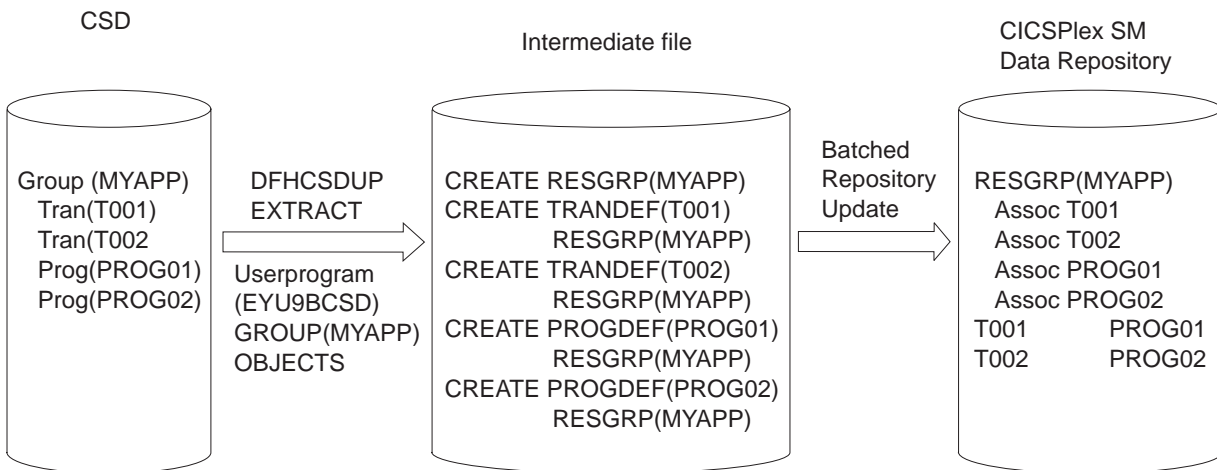 CSD
Intermediate file
CICSPlex SM
Data Repository
Group (MYAPP)
Tran(T001)
Tran(T002
Prog(PROG01)
Prog(PROG02)
DFHCSDUP
EXTRACT
Userprogram
(EYU9BCSD)
GROUP(MYAPP)
OBJECTS
CREATE RESGRP(MYAPP)
CREATE TRANDEF(T001)
RESGRP(MYAPP)
CREATE TRANDEF(T002)
RESGRP(MYAPP)
CREATE PROGDEF(PROG01)
RESGRP(MYAPP)
CREATE PROGDEF(PROG02)
RESGRP(MYAPP)
Batched
Repository
Update
RESGRP(MYAPP)
Assoc T001
Assoc T002
Assoc PROG01
Assoc PROG02
T001 PROG01
T002 PROG02